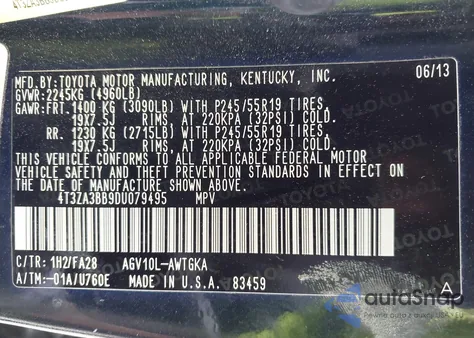 MFD. BY: TOYOTA MOTOR MANUFACTURING, KENTUCKY, INC. 06/13
GVWR: 2245KG (4960LB)
GAWR: FRT. 1400 KG (3090LB) WITH P245/55R19 TIRES,
19X7.5J RIMS, AT 220KPA (32PSI) COLD.
RR. 1230 KG (2715LB) WITH P245/55R19 TIRES,
19X7.5J RIMS, AT 220KPA (32PSI) COLD.
THIS VEHICLE CONFORMS TO ALL APPLICABLE FEDERAL MOTOR
VEHICLE SAFETY, BUMPER, AND THEFT PREVENTION STANDARDS IN
EFFECT ON THE DATE OF MANUFACTURE SHOWN ABOVE.
4T3ZA3BB9DU079495 MPV
C/TR: 1H2/FA28 AGV10L-AWTGKA
A/TM: -01A/U760E MADE IN U.S.A. 83459 A
autoSnap